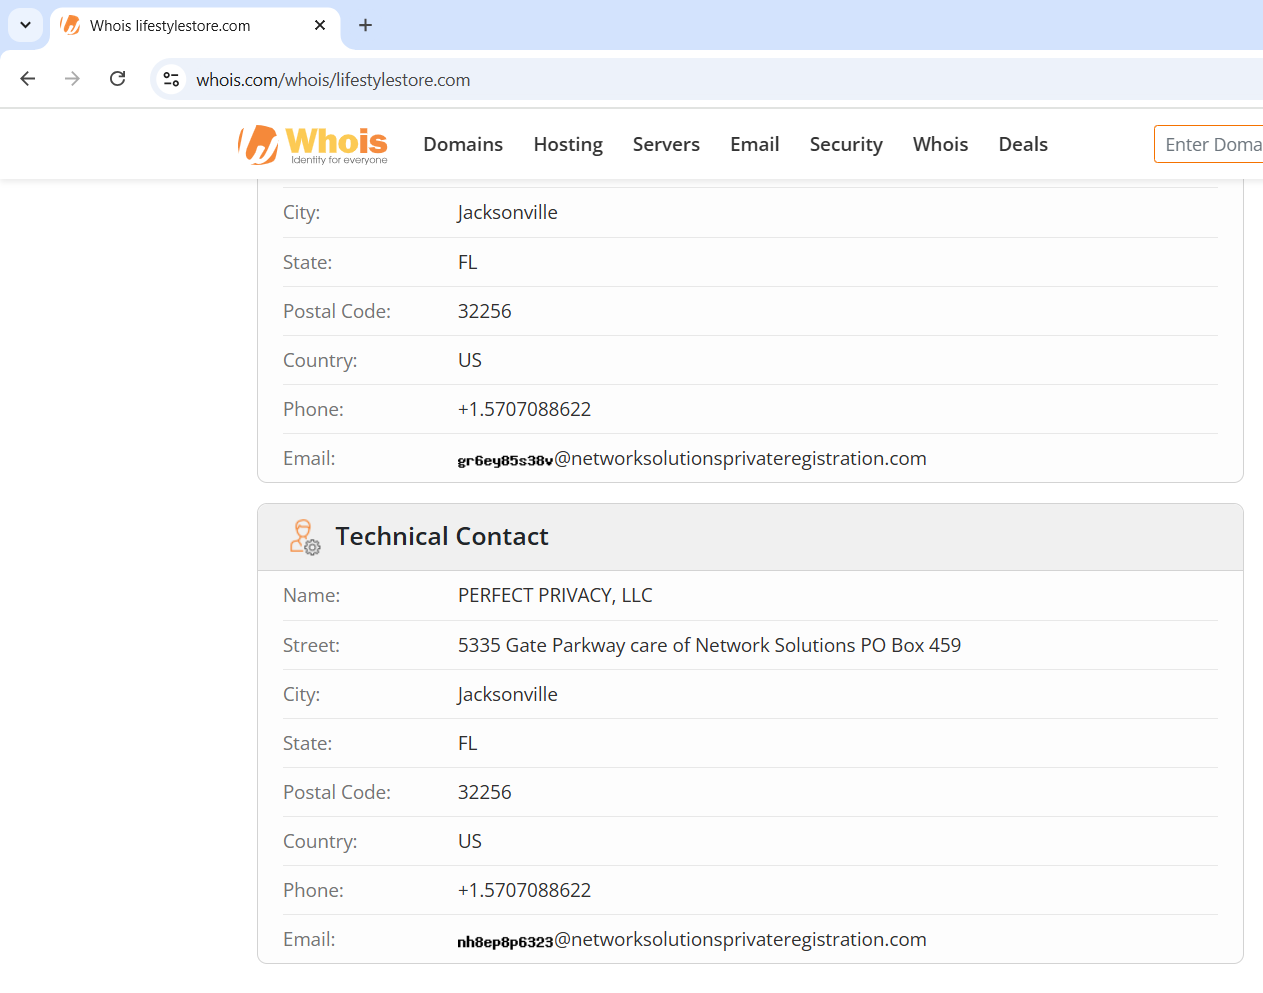 Whois lifestylestore.com
whois.com/whois/lifestylestore.com
Whois
Identity for everyone
Domains Hosting Servers Email Security Whois Deals Enter Doma
City: Jacksonville
State: FL
Postal Code: 32256
Country: US
Phone: +1.5707088622
Email: gr6ey85s38v@networksolutionsprivateregistration.com
Technical Contact
Name: PERFECT PRIVACY, LLC
Street: 5335 Gate Parkway care of Network Solutions PO Box 459
City: Jacksonville
State: FL
Postal Code: 32256
Country: US
Phone: +1.5707088622
Email: nh8ep8p6323@networksolutionsprivateregistration.com